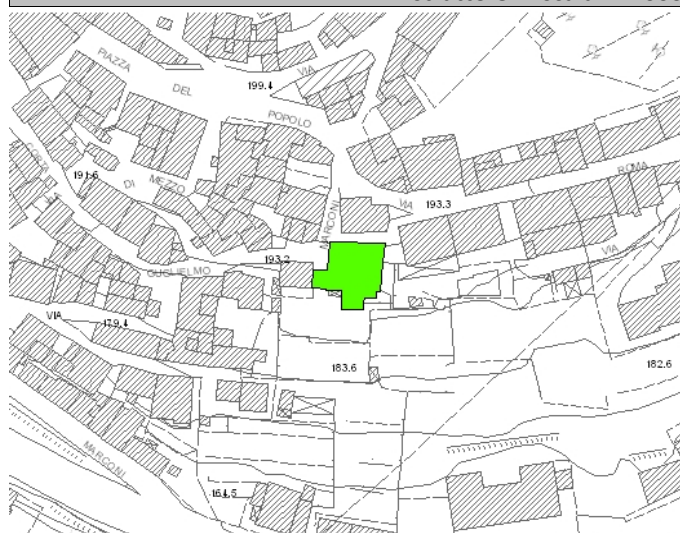 PIAZZA
DEL
POPOLO
VIA
199.4
COSTA
DI
MEZZO
191.6
ROMA
VIA
193.3
MARCONI
193.2
GUGLIELMO
VIA
VIA
179.4
183.6
182.6
MARCONI
164.5